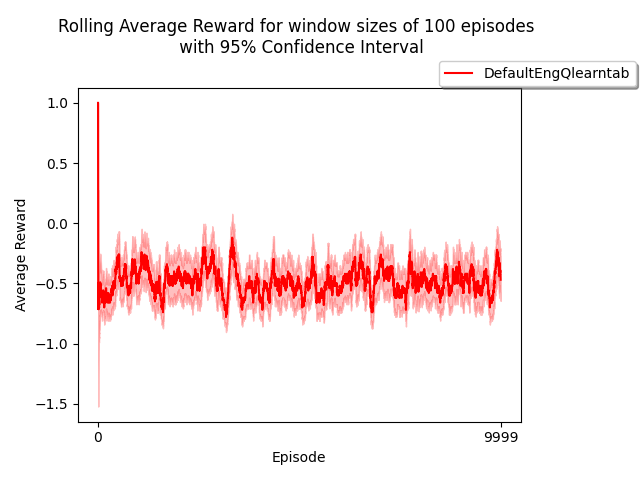 Rolling Average Reward for window sizes of 100 episodes
with 95% Confidence Interval
DefaultEngQlearntab
1.0
0.5
0.0
−0.5
−1.0
−1.5
Average Reward
0
9999
Episode